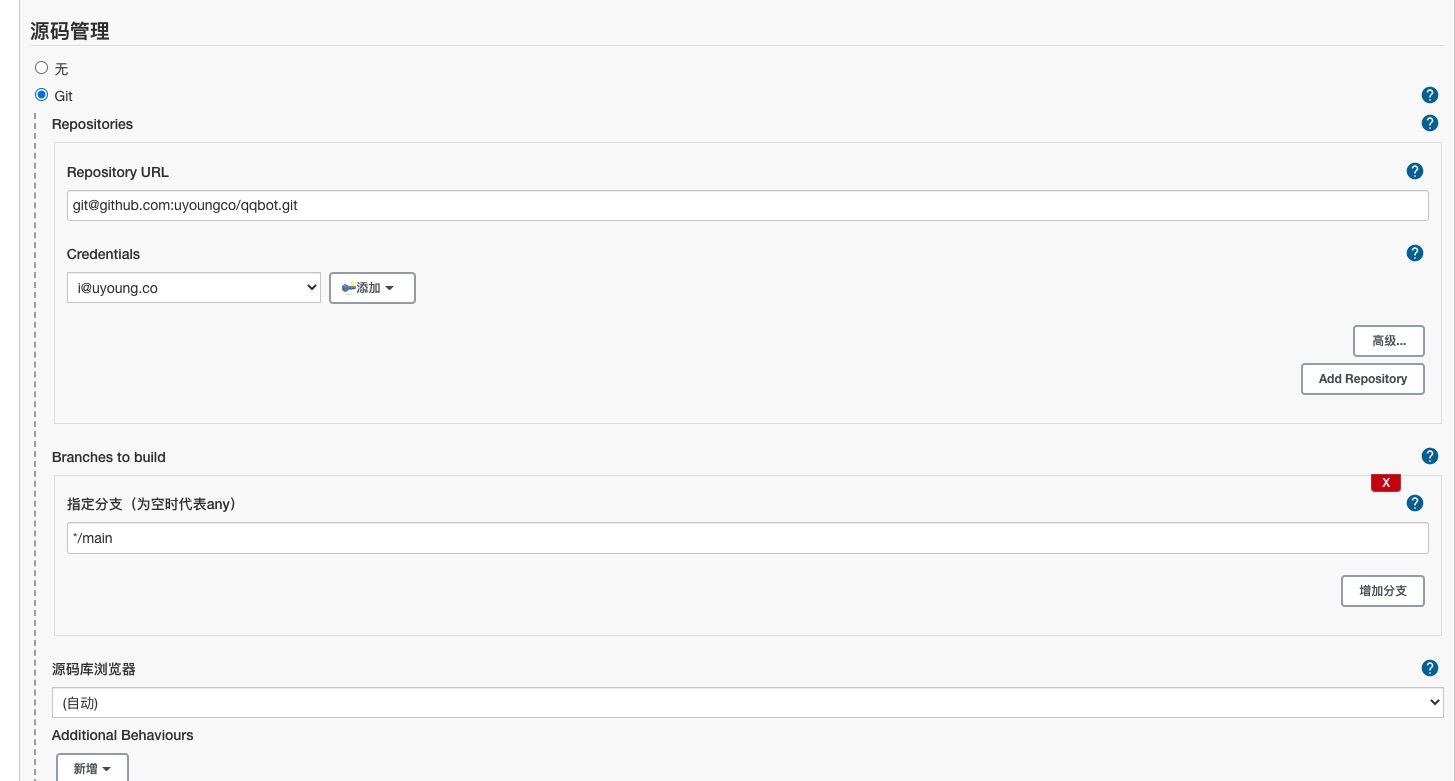 源码管理
无
Git
Repositories
Repository URL
git@github.com:uyoungco/qqbot.git
Credentials
i@uyoung.co
添加
高级...
Add Repository
Branches to build
X
指定分支（为空时代表any）
*/main
增加分支
源码库浏览器
(自动)
Additional Behaviours
新增